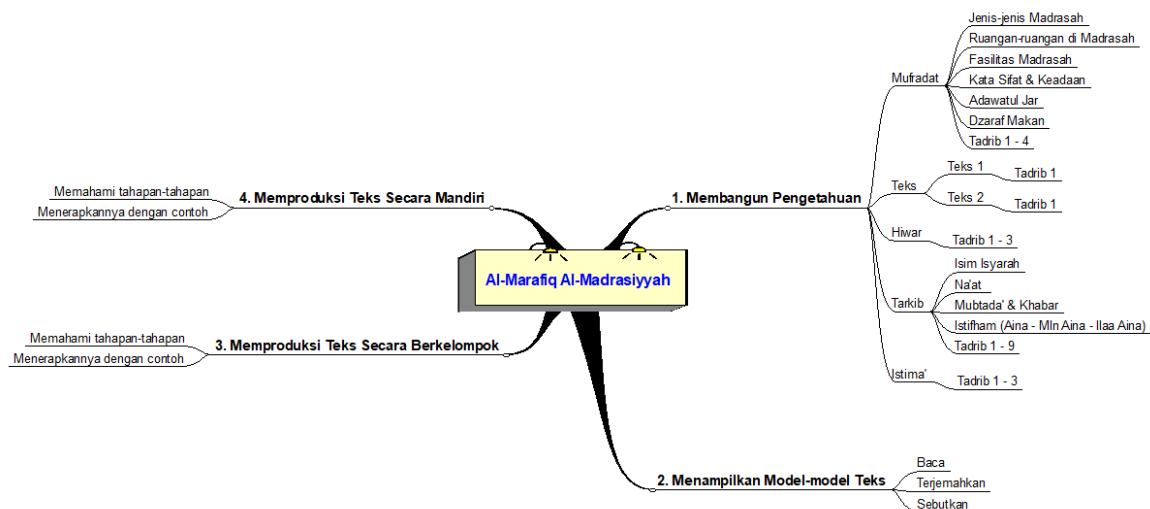 Al-Marafiq Al-Madrasiyyah
1. Membangun Pengetahuan
Mufradat
Jenis-jenis Madrasah
Ruangan-ruangan di Madrasah
Fasilitas Madrasah
Kata Sifat & Keadaan
Adawatul Jar
Dzaraf Makan
Tadrib 1 - 4
Teks
Teks 1
Tadrib 1
Teks 2
Tadrib 1
Hiwar
Tadrib 1 - 3
Tarkib
Isim Isyarah
Na'at
Mubtada' & Khabar
Istifham (Aina - MIn Aina - Ilaa Aina)
Tadrib 1 - 9
Istima'
Tadrib 1 - 3
2. Menampilkan Model-model Teks
Baca
Terjemahkan
Sebutkan
3. Memproduksi Teks Secara Berkelompok
Memahami tahapan-tahapan
Menerapkannya dengan contoh
4. Memproduksi Teks Secara Mandiri
Memahami tahapan-tahapan
Menerapkannya dengan contoh